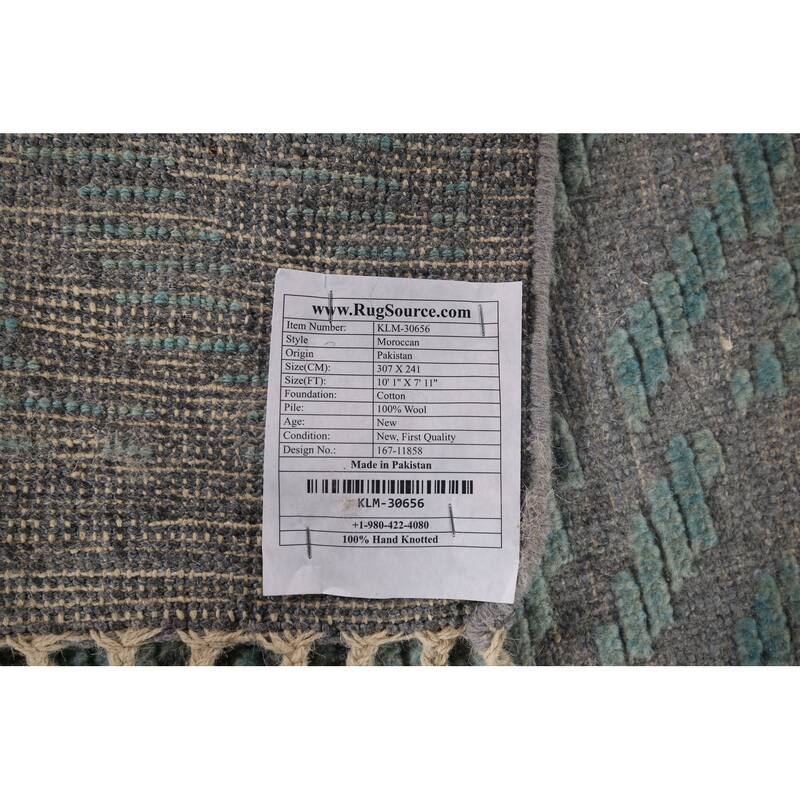 www.RugSource.com
Item Number: KLM-30656
Style Moroccan
Origin Pakistan
Size(CM): 307 X 241
Size(FT): 10' 1" X 7' 11"
Foundation: Cotton
Pile: 100% Wool
Age: New
Condition: New, First Quality
Design No.: 167-11858
Made in Pakistan
KLM-30656
+1-980-422-4080
100% Hand Knotted